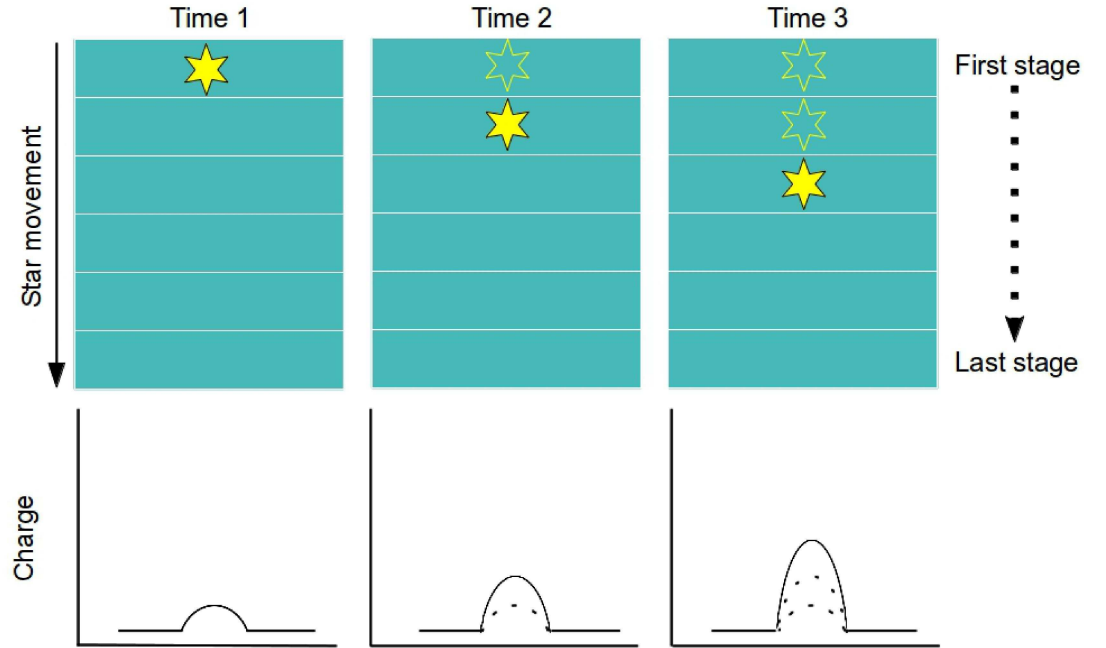 Time 1
Time 2
Time 3
First stage
Star movement
Last stage
Charge